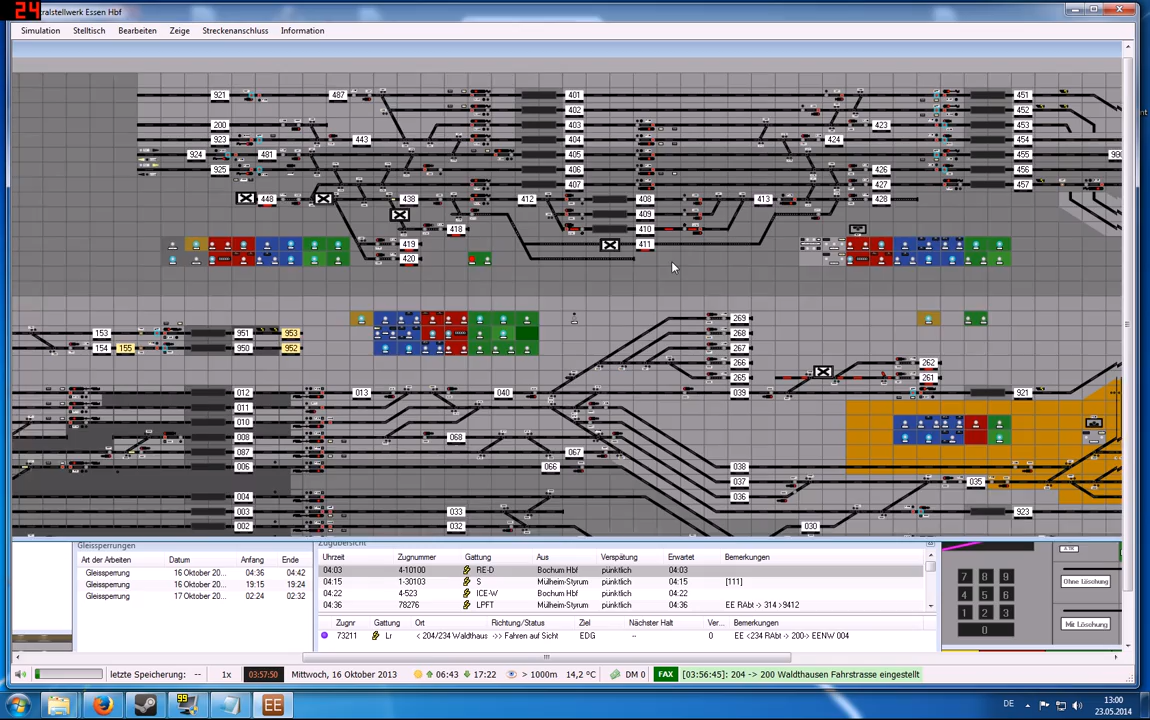 24
ralstellwerk Essen Hbf
Simulation Stelltisch Bearbeiten Zeige Streckenanschluss Information
921 487 401 451
402 452
200 403 423 453
923 443 404 424 454
924 481 405 455
925 406 426 456
407 427 457
448 438 412 408 413 428
409
418 410
419 411
420
269
153 951 953 268
154 155 950 952 267
266 262
265 261
012 013 040 039 921
011
010
008 068
087 067
006 066 038
037 035
036
004
003 033 923
002 032 030
Gleissperrungen
Art der Arbeiten Datum Anfang Ende
Gleissperrung 16 Oktober 20... 04:36 04:42
Gleissperrung 16 Oktober 20... 19:15 19:24
Gleissperrung 17 Oktober 20... 02:24 02:32
Zugübersicht
Uhrzeit Zugnummer Gattung Aus Verspätung Erwartet Bemerkungen
04:03 4-10100 RE-D Bochum Hbf pünktlich 04:03
04:15 1-30103 S Mülheim-Styrum pünktlich 04:15 [111]
04:22 4-523 ICE-W Bochum Hbf pünktlich 04:22
04:36 78276 LPFT Mülheim-Styrum pünktlich 04:36 EE RAbt -> 314 >9412
Zugnr Gattung Ort Richtung/Status Ziel Nächster Halt Ver... Bemerkungen
73211 Lr < 204/234 Waldthaus ->> Fahren auf Sicht EDG -- 0 EE <234 RAbt -> 200-> EENW 004
7 8 9
4 5 6
1 2 3
0
Ohne Löschung
Mit Löschung
letzte Speicherung: -- 1x 03:57:50 Mittwoch, 16 Oktober 2013 06:43 17:22 > 1000m 14,2 °C DM 0 FAX [03:56:45]: 204 -> 200 Waldthausen Fahrstrasse eingestellt
99 EE DE 13:00
23.05.2014